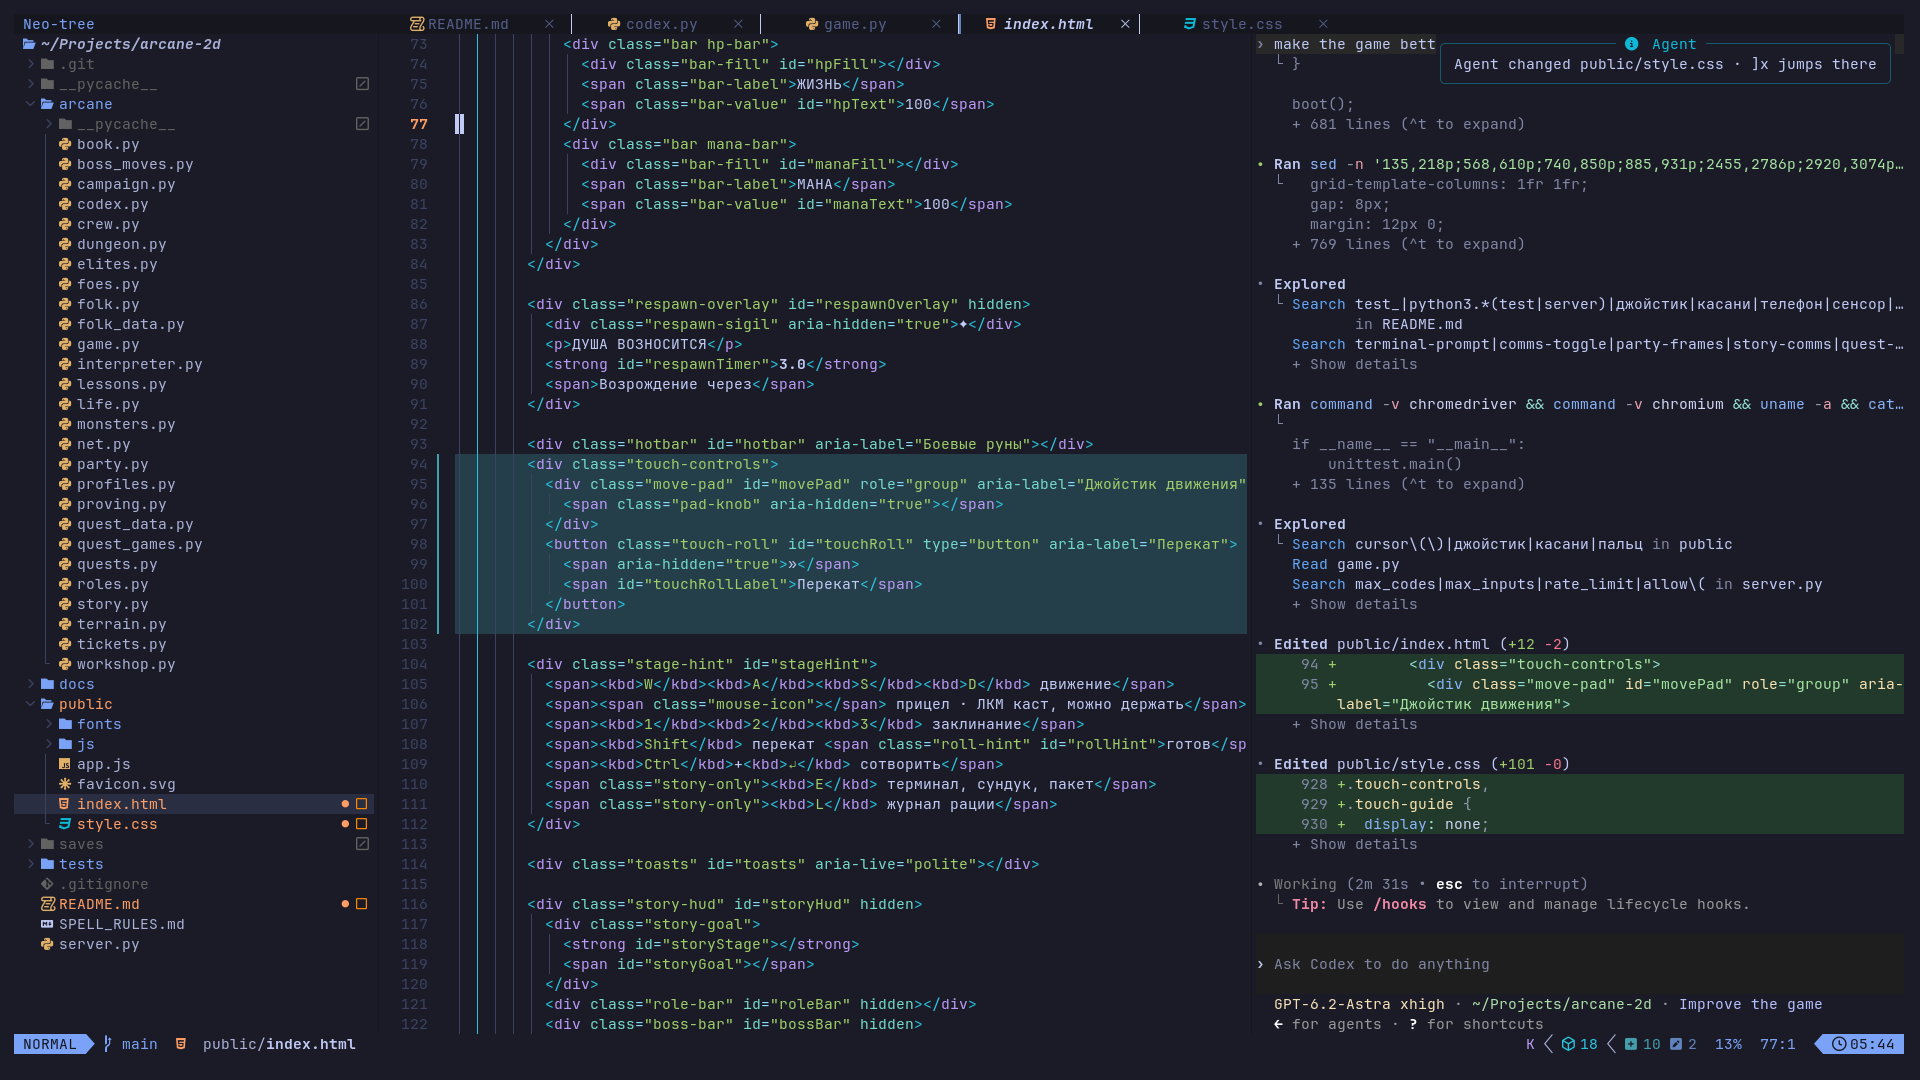 Neo-tree
~/Projects/arcane-2d
.git
__pycache__
arcane
__pycache__
book.py
boss_moves.py
campaign.py
codex.py
crew.py
dungeon.py
elites.py
foes.py
folk.py
folk_data.py
game.py
interpreter.py
lessons.py
life.py
monsters.py
net.py
party.py
profiles.py
proving.py
quest_data.py
quest_games.py
quests.py
roles.py
story.py
terrain.py
tickets.py
workshop.py
docs
public
fonts
js
app.js
favicon.svg
index.html
style.css
saves
tests
.gitignore
README.md
SPELL_RULES.md
server.py
README.md × codex.py × game.py × index.html × style.css ×
73 <div class="bar hp-bar">
74 <div class="bar-fill" id="hpFill"></div>
75 <span class="bar-label">ЖИЗНЬ</span>
76 <span class="bar-value" id="hpText">100</span>
77 </div>
78 <div class="bar mana-bar">
79 <div class="bar-fill" id="manaFill"></div>
80 <span class="bar-label">МАНА</span>
81 <span class="bar-value" id="manaText">100</span>
82 </div>
83 </div>
84 </div>
85
86 <div class="respawn-overlay" id="respawnOverlay" hidden>
87 <div class="respawn-sigil" aria-hidden="true">✦</div>
88 <p>ДУША ВОЗНОСИТСЯ</p>
89 <strong id="respawnTimer">3.0</strong>
90 <span>Возрождение через</span>
91 </div>
92
93 <div class="hotbar" id="hotbar" aria-label="Боевые руны"></div>
94 <div class="touch-controls">
95 <div class="move-pad" id="movePad" role="group" aria-label="Джойстик движения"
96 <span class="pad-knob" aria-hidden="true"></span>
97 </div>
98 <button class="touch-roll" id="touchRoll" type="button" aria-label="Перекат">
99 <span aria-hidden="true">»</span>
100 <span id="touchRollLabel">Перекат</span>
101 </button>
102 </div>
103
104 <div class="stage-hint" id="stageHint">
105 <span><kbd>W</kbd><kbd>A</kbd><kbd>S</kbd><kbd>D</kbd> движение</span>
106 <span><span class="mouse-icon"></span> прицел · ЛКМ каст, можно держать</span>
107 <span><kbd>1</kbd><kbd>2</kbd><kbd>3</kbd> заклинание</span>
108 <span><kbd>Shift</kbd> перекат <span class="roll-hint" id="rollHint">готов</sp
109 <span><kbd>Ctrl</kbd>+<kbd>↵</kbd> сотворить</span>
110 <span class="story-only"><kbd>E</kbd> терминал, сундук, пакет</span>
111 <span class="story-only"><kbd>L</kbd> журнал рации</span>
112 </div>
113
114 <div class="toasts" id="toasts" aria-live="polite"></div>
115
116 <div class="story-hud" id="storyHud" hidden>
117 <div class="story-goal">
118 <strong id="storyStage"></strong>
119 <span id="storyGoal"></span>
120 </div>
121 <div class="role-bar" id="roleBar" hidden></div>
122 <div class="boss-bar" id="bossBar" hidden>
› make the game bett
Agent
Agent changed public/style.css · ]x jumps there
└ }
boot();
+ 681 lines (^t to expand)
• Ran sed -n '135,218p;568,610p;740,850p;885,931p;2455,2786p;2920,3074p…
└ grid-template-columns: 1fr 1fr;
gap: 8px;
margin: 12px 0;
+ 769 lines (^t to expand)
• Explored
└ Search test_|python3.*(test|server)|джойстик|касани|телефон|сенсор|…
in README.md
Search terminal-prompt|comms-toggle|party-frames|story-comms|quest-…
+ Show details
• Ran command -v chromedriver && command -v chromium && uname -a && cat…
└
if __name__ == "__main__":
unittest.main()
+ 135 lines (^t to expand)
• Explored
└ Search cursor\(\)|джойстик|касани|пальц in public
Read game.py
Search max_codes|max_inputs|rate_limit|allow\( in server.py
+ Show details
• Edited public/index.html (+12 -2)
94 + <div class="touch-controls">
95 + <div class="move-pad" id="movePad" role="group" aria-
label="Джойстик движения">
+ Show details
• Edited public/style.css (+101 -0)
928 +.touch-controls,
929 +.touch-guide {
930 + display: none;
+ Show details
• Working (2m 31s • esc to interrupt)
└ Tip: Use /hooks to view and manage lifecycle hooks.
› Ask Codex to do anything
GPT-6.2-Astra xhigh · ~/Projects/arcane-2d · Improve the game
← for agents · ? for shortcuts
NORMAL main public/index.html K 18 10 2 13% 77:1 05:44